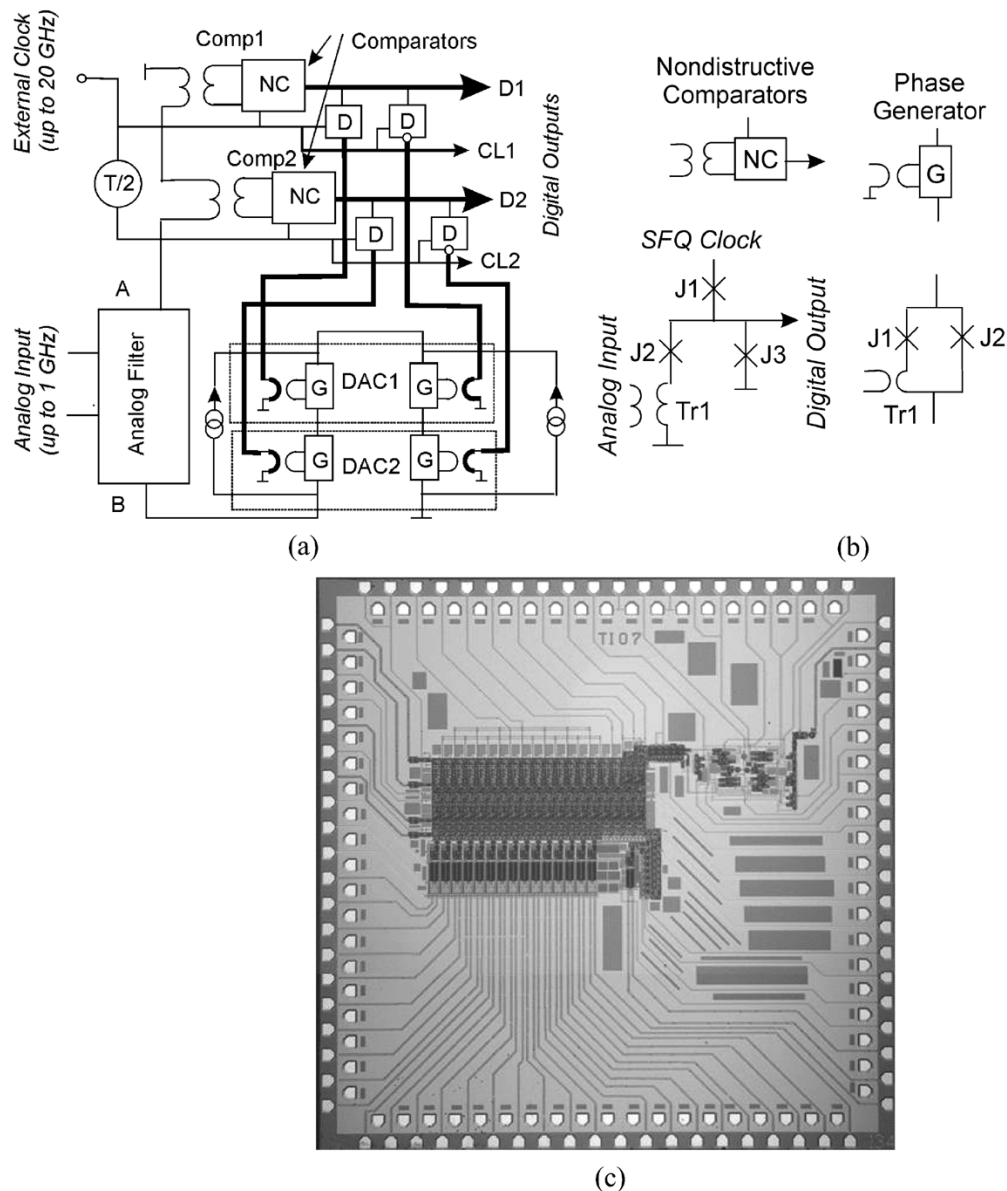 External Clock
(up to 20 GHz)
Comp1
Comparators
NC
D1
D
D
CL1
T/2
Comp2
NC
D2
D
D
CL2
Digital Outputs
A
Analog Input
(up to 1 GHz)
Analog Filter
G
DAC1
G
G
DAC2
G
B
(a)
Nondistructive
Comparators
NC
Phase
Generator
G
SFQ Clock
J1
J2
J3
Analog Input
Tr1
Digital Output
J1
J2
Tr1
(b)
TI07
(c)